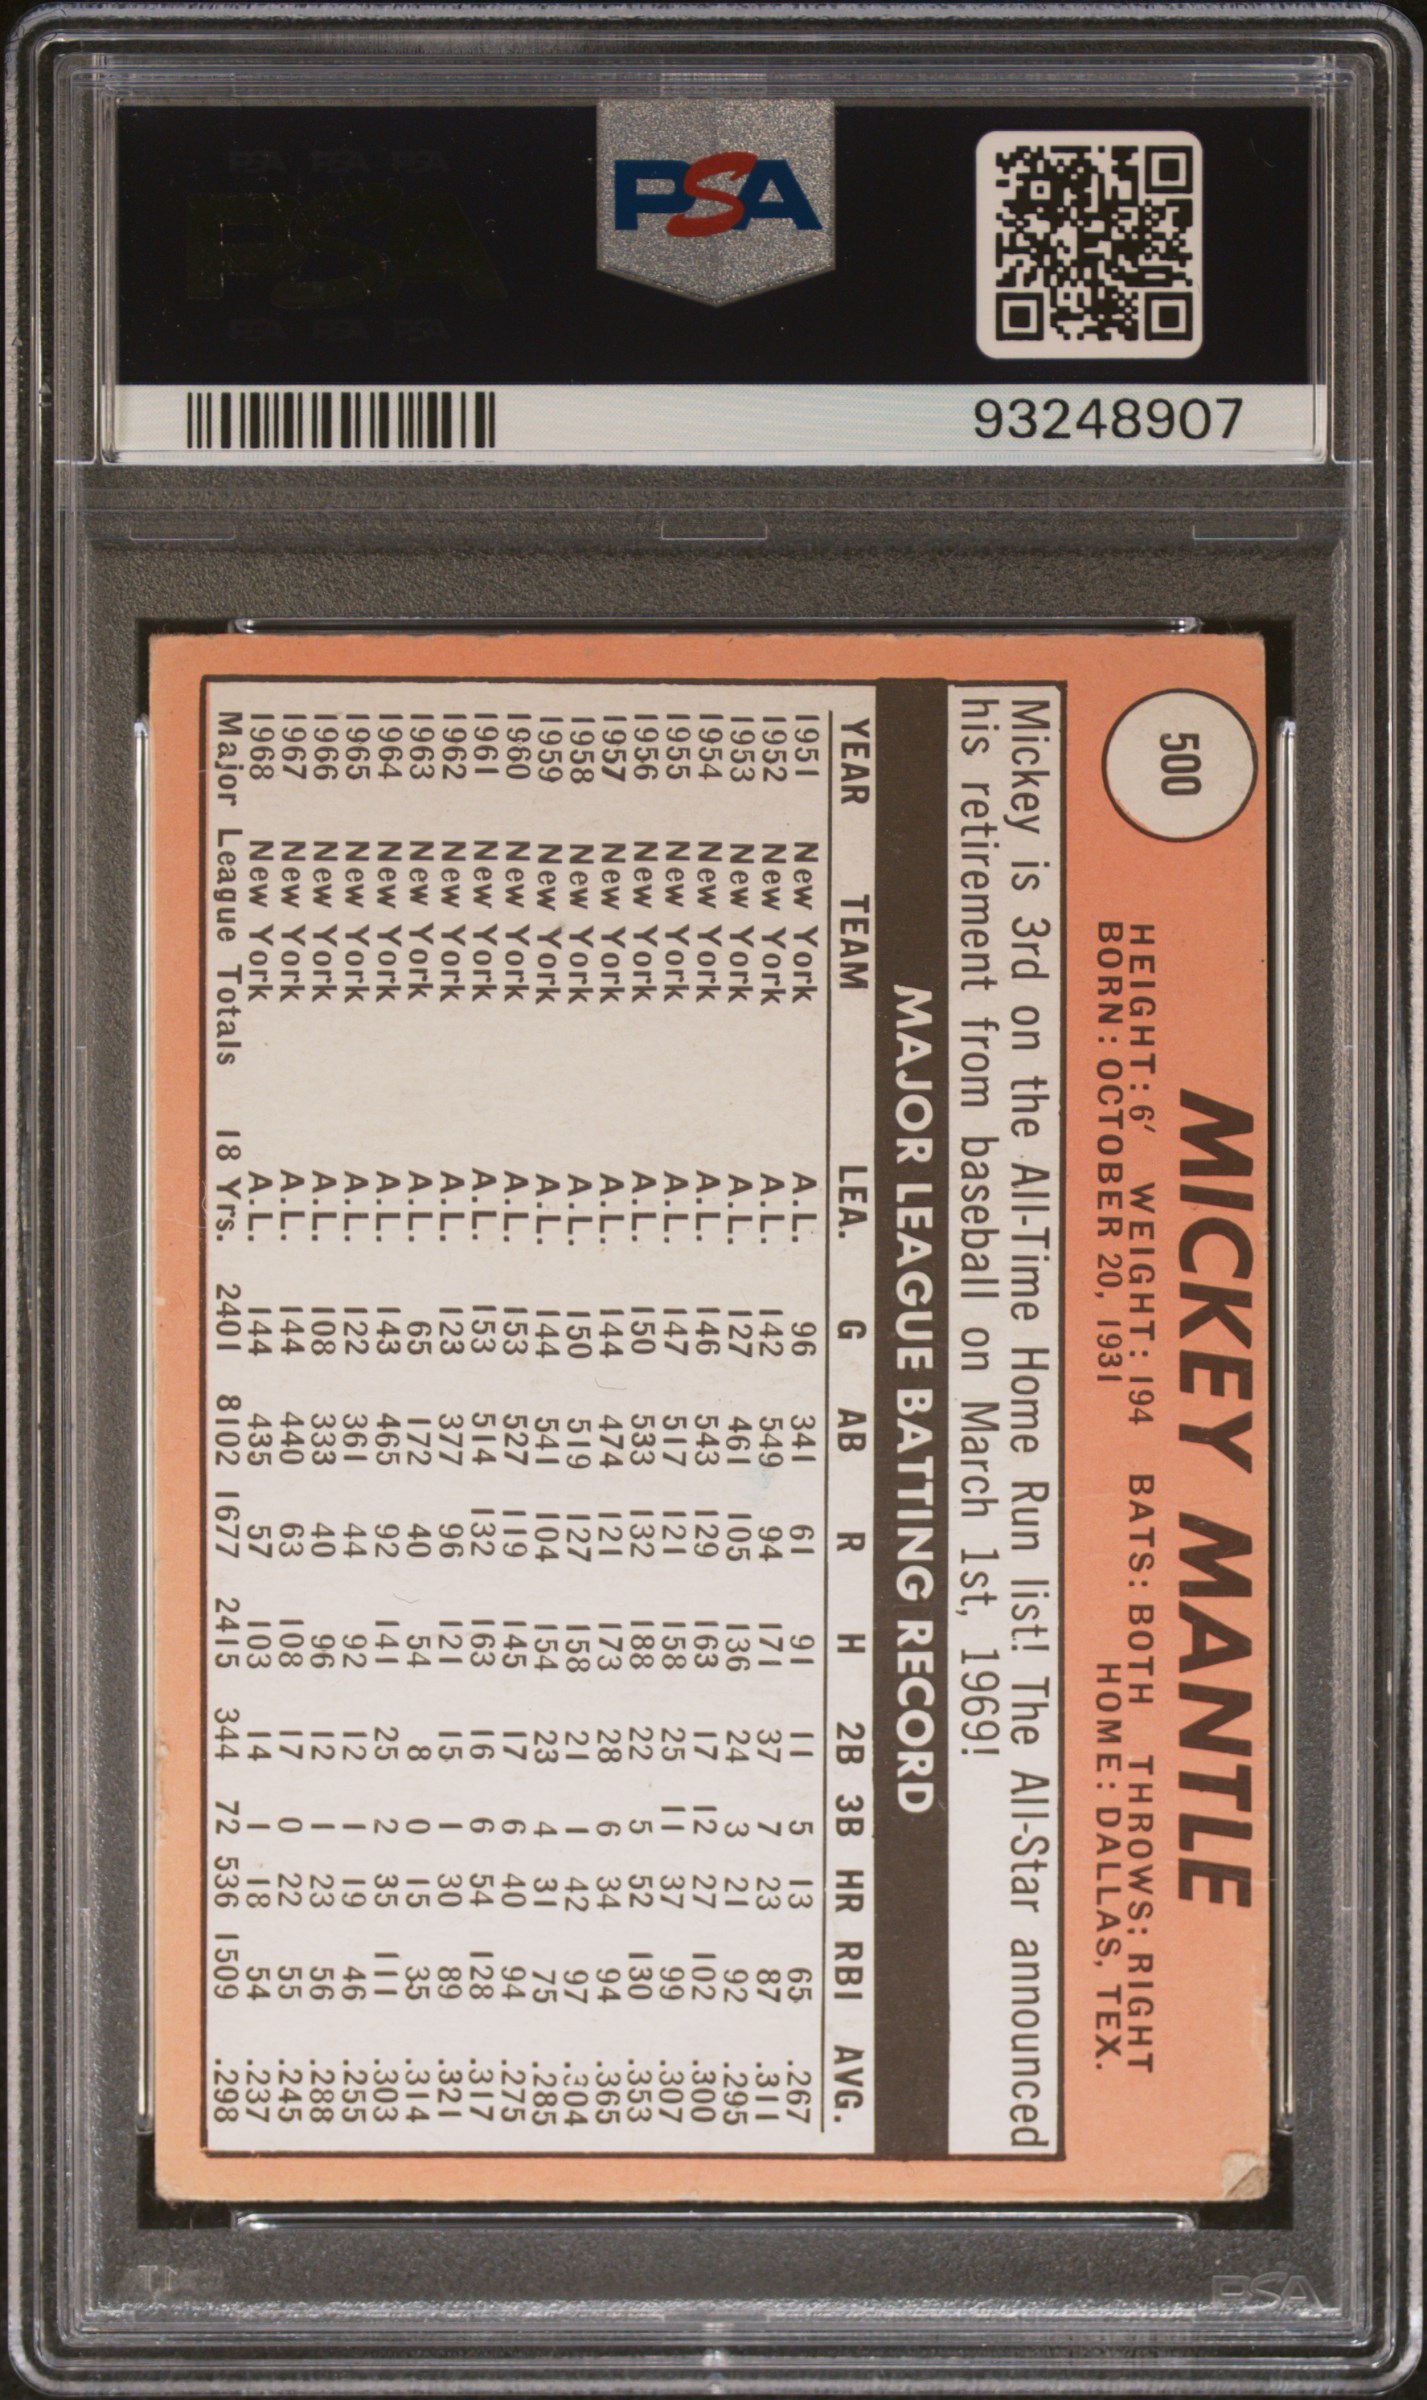 PSA PSA PSA
PSA
PSA PSA PSA
PSA
93248907
500
MICKEY MANTLE
HEIGHT: 6' WEIGHT: 194 BATS: BOTH THROWS: RIGHT
BORN: OCTOBER 20, 1931 HOME: DALLAS, TEX.
Mickey is 3rd on the All-Time Home Run list! The All-Star announced
his retirement from baseball on March 1st, 1969!
MAJOR LEAGUE BATTING RECORD
YEAR TEAM LEA. G AB R H 2B 3B HR RBI AVG.
1951 New York A.L. 96 341 61 91 11 5 13 65 .267
1952 New York A.L. 142 549 94 171 37 7 23 87 .311
1953 New York A.L. 127 461 105 136 24 3 21 92 .295
1954 New York A.L. 146 543 129 163 17 12 27 102 .300
1955 New York A.L. 147 517 121 158 25 11 37 99 .307
1956 New York A.L. 150 533 132 188 22 5 52 130 .353
1957 New York A.L. 144 474 121 173 28 6 34 94 .365
1958 New York A.L. 150 519 127 158 21 1 42 97 .304
1959 New York A.L. 144 541 104 154 23 4 31 75 .285
1960 New York A.L. 153 527 119 145 17 6 40 94 .275
1961 New York A.L. 153 514 132 163 16 6 54 128 .317
1962 New York A.L. 123 377 96 121 15 1 30 89 .321
1963 New York A.L. 65 172 40 54 8 0 15 35 .314
1964 New York A.L. 143 465 92 141 25 2 35 111 .303
1965 New York A.L. 122 361 44 92 12 1 19 46 .255
1966 New York A.L. 108 333 40 96 12 1 23 56 .288
1967 New York A.L. 144 440 63 108 17 0 22 55 .245
1968 New York A.L. 144 435 57 103 14 1 18 54 .237
Major League Totals 18 Yrs. 2401 8102 1677 2415 344 72 536 1509 .298
PSA